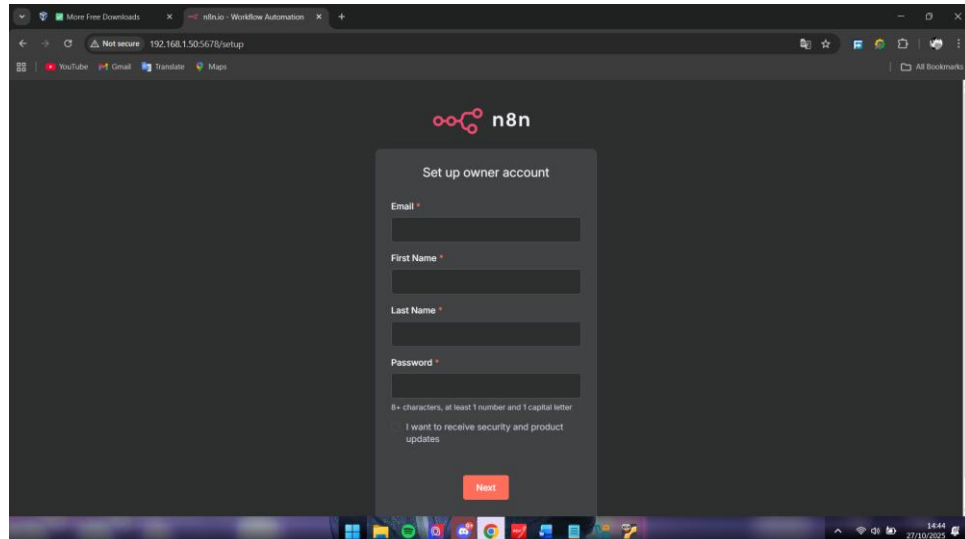 More Free Downloads
n8n.io - Workflow Automation
Not secure
192.168.1.50:5678/setup
YouTube
Gmail
Translate
Maps
All Bookmarks
n8n
Set up owner account
Email *
First Name *
Last Name *
Password *
8+ characters, at least 1 number and 1 capital letter
I want to receive security and product
updates
Next
14:44
27/10/2025